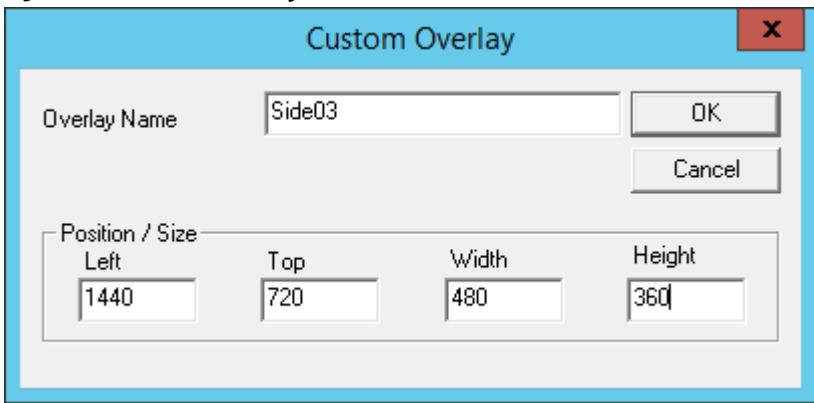 Custom Overlay
x
Overlay Name
Side03
OK
Cancel
Position / Size
Left Top Width Height
1440 720 480 360